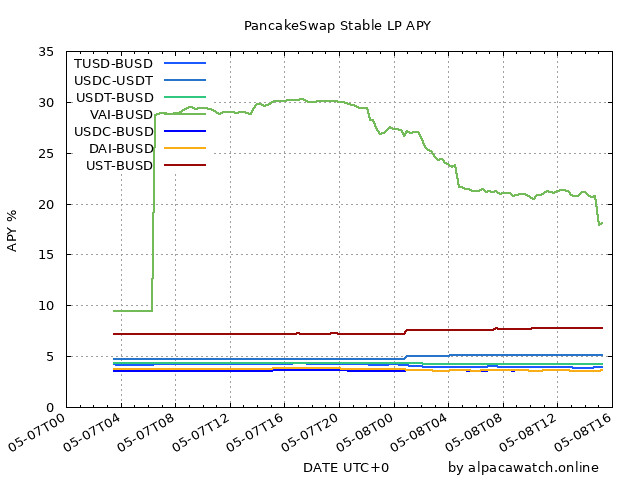 PancakeSwap Stable LP APY
35
30
25
20
15
10
5
0
APY %
TUSD-BUSD
USDC-USDT
USDT-BUSD
VAI-BUSD
USDC-BUSD
DAI-BUSD
UST-BUSD
05-07T00
05-07T04
05-07T08
05-07T12
05-07T16
05-07T20
05-08T00
05-08T04
05-08T08
05-08T12
05-08T16
DATE UTC+0
by alpacawatch.online